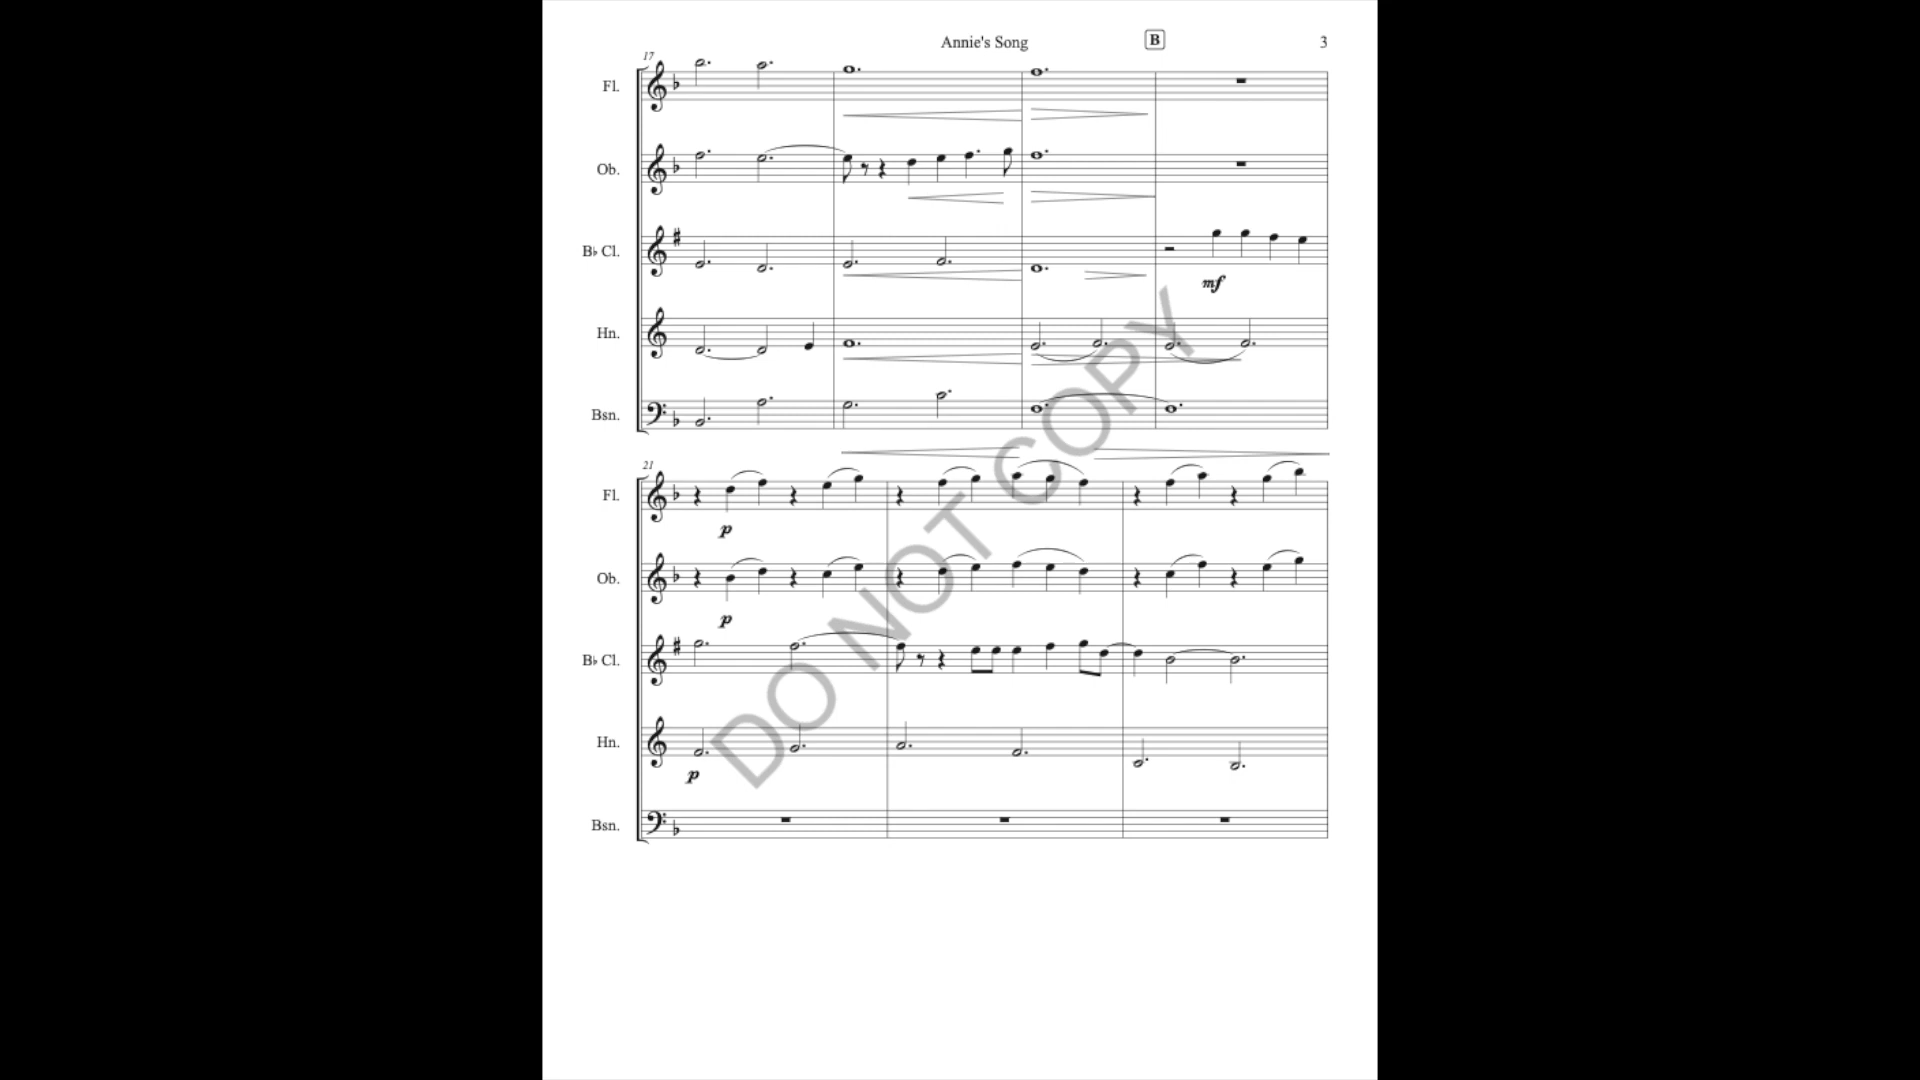 Annie's Song
B
3
17
Fl.
Ob.
B♭ Cl.
mf
Hn.
Bsn.
21
Fl.
p
Ob.
p
B♭ Cl.
Hn.
p
Bsn.
DO NOT COPY